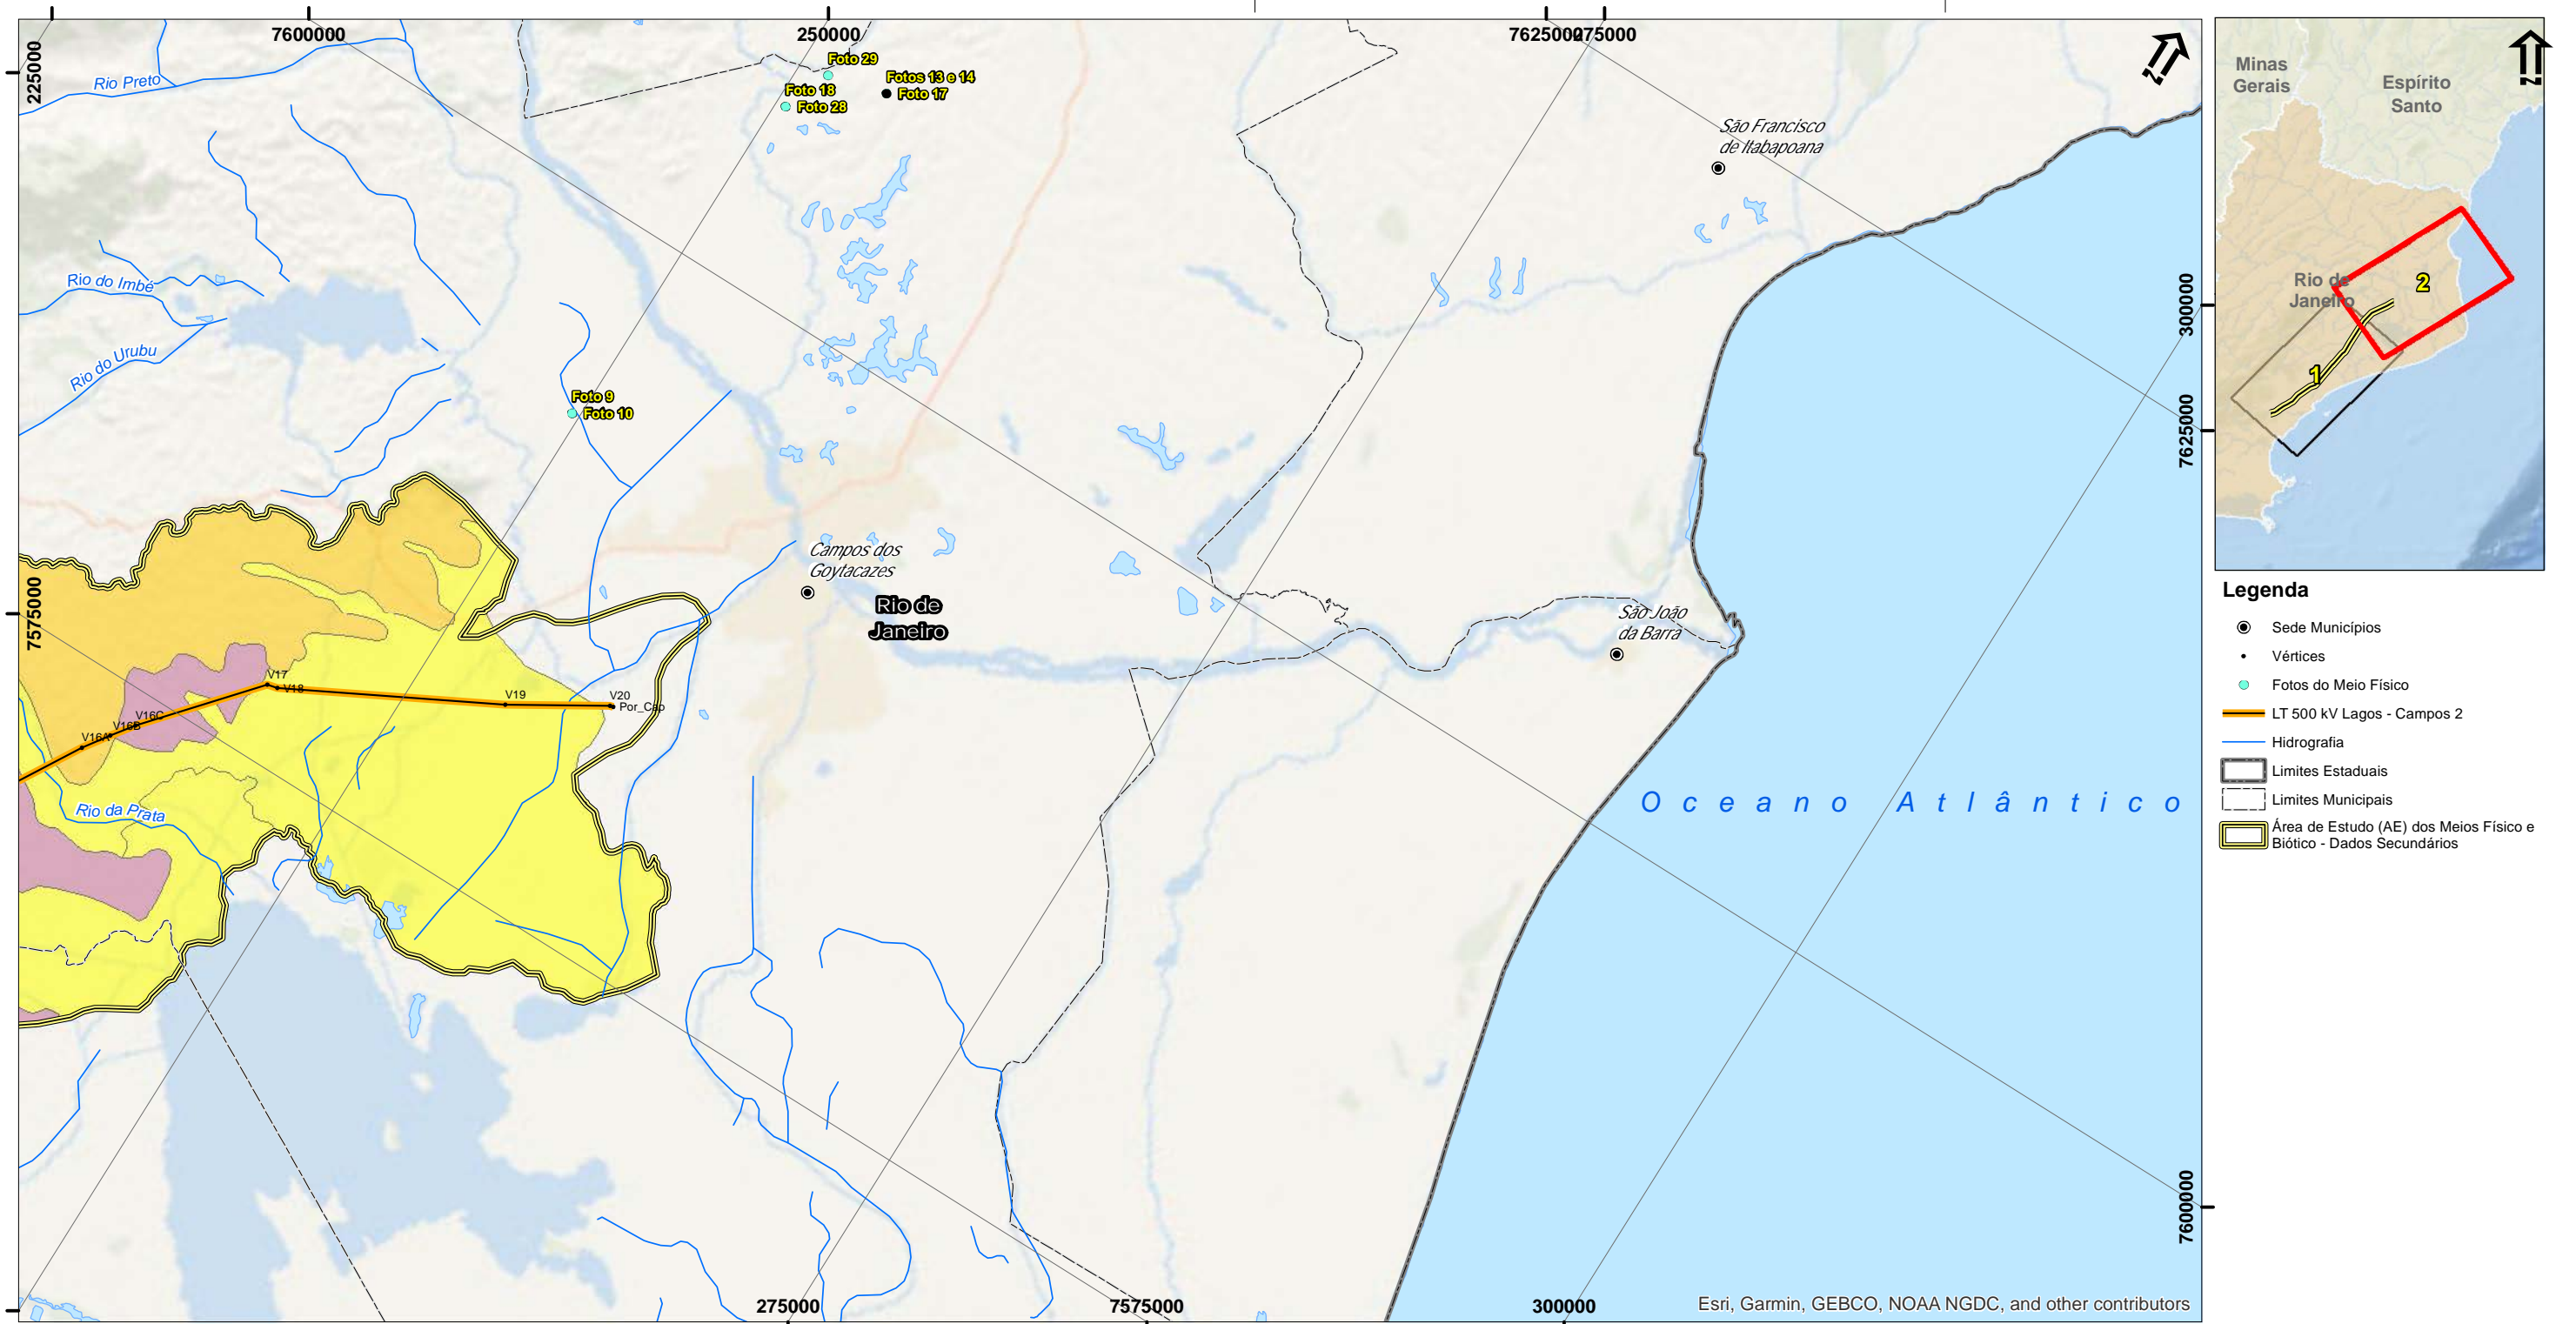 7600000
250000
7625000
275000
225000
Rio Preto
Foto 29
Fotos 13 e 14
Foto 18
Foto 17
Foto 28
São Francisco
de Itabapoana
Rio do Imbé
Rio do Urubu
300000
Foto 9
Foto 10
7625000
Campos dos
Goytacazes
Rio de
Janeiro
São João
da Barra
7575000
V17
V18
V19
V20
Por_Cap
V16C
V16B
V16A
Rio da Prata
Oceano Atlântico
7600000
275000
7575000
300000
Esri, Garmin, GEBCO, NOAA NGDC, and other contributors
N
Minas
Gerais
Espírito
Santo
N
Rio de
Janeiro
2
1
Legenda
Sede Municípios
Vértices
Fotos do Meio Físico
LT 500 kV Lagos - Campos 2
Hidrografia
Limites Estaduais
Limites Municipais
Área de Estudo (AE) dos Meios Físico e
Biótico - Dados Secundários